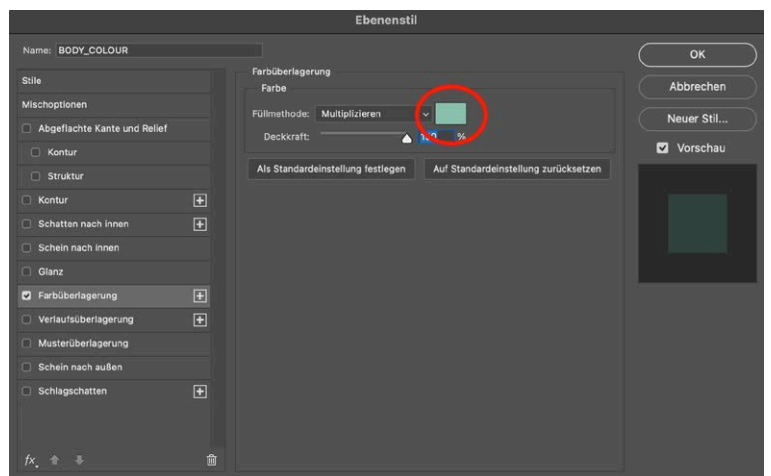 Ebenenstil
Name: BODY_COLOUR
Stile
Mischoptionen
Abgeflachte Kante und Relief
Kontur
Struktur
Kontur
Schatten nach innen
Schein nach innen
Glanz
Farbüberlagerung
Verlaufsüberlagerung
Musterüberlagerung
Schein nach außen
Schlagschatten
fx
Farbüberlagerung
Farbe
Füllmethode: Multiplizieren
Deckkraft: 100 %
Als Standardeinstellung festlegen Auf Standardeinstellung zurücksetzen
OK
Abbrechen
Neuer Stil...
Vorschau